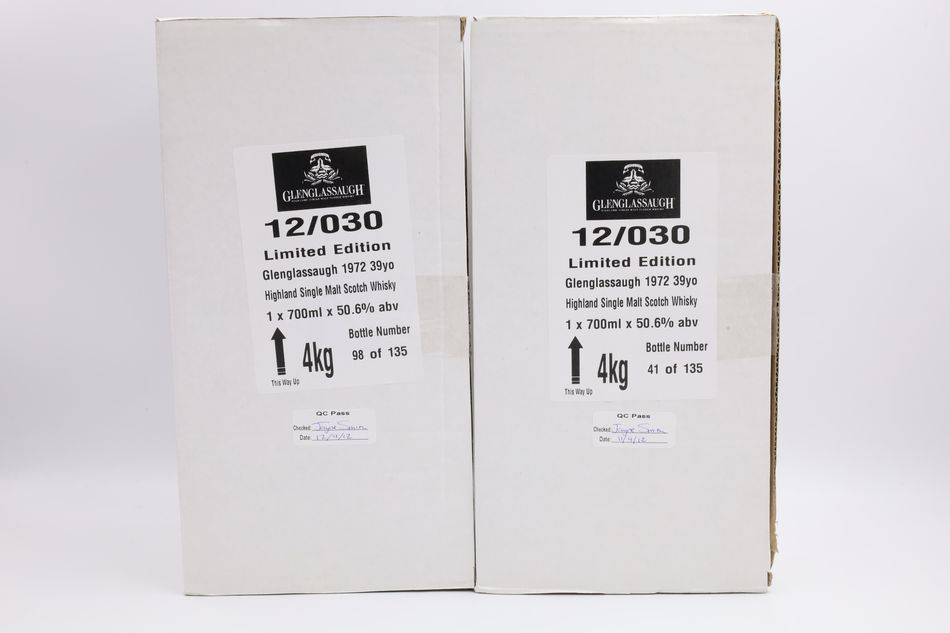 GLENGLASSAUGH
12/030
Limited Edition
Glenglassaugh 1972 39yo
Highland Single Malt Scotch Whisky
1 x 700ml x 50.6% abv
Bottle Number
98 of 135
4kg
This Way Up
QC Pass
Checked:
Date:
GLENGLASSAUGH
12/030
Limited Edition
Glenglassaugh 1972 39yo
Highland Single Malt Scotch Whisky
1 x 700ml x 50.6% abv
Bottle Number
41 of 135
4kg
This Way Up
QC Pass
Checked:
Date: